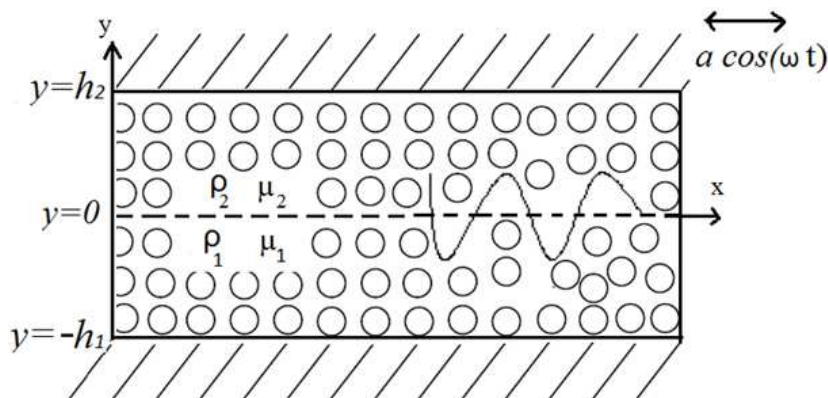 y
a cos(ω t)
y=h₂
ρ₂ μ₂
y=0
x
ρ₁ μ₁
y=-h₁